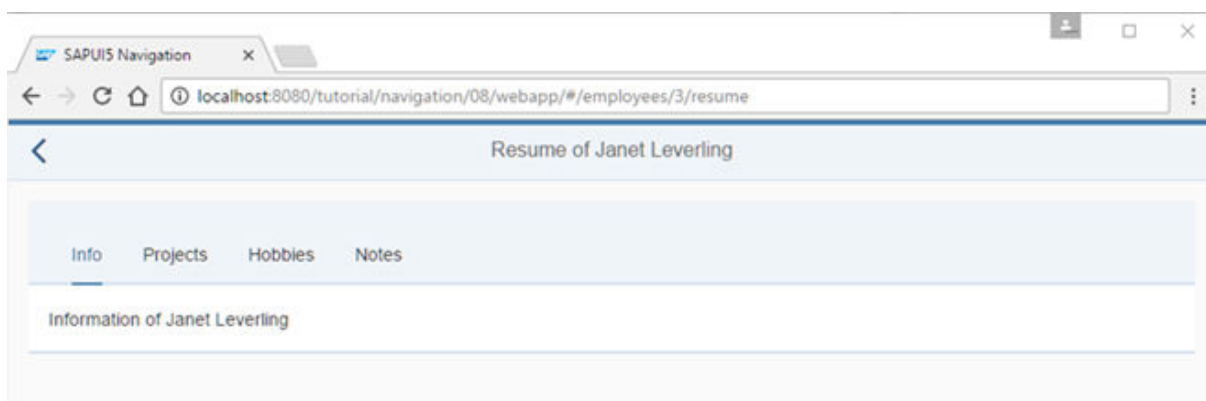 SAPUI5 Navigation
localhost:8080/tutorial/navigation/08/webapp/#/employees/3/resume
Resume of Janet Leverling
Info Projects Hobbies Notes
Information of Janet Leverling